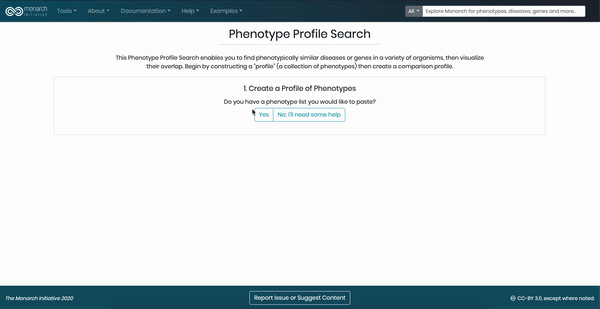 monarch
INITIATIVE
Tools
About
Documentation
Help
Examples
All
Explore Monarch for phenotypes, diseases, genes and more..
Phenotype Profile Search
This Phenotype Profile Search enables you to find phenotypically similar diseases or genes in a variety of organisms, then visualize
their overlap. Begin by constructing a "profile" (a collection of phenotypes) then create a comparison profile.
1. Create a Profile of Phenotypes
Do you have a phenotype list you would like to paste?
Yes
No; I'll need some help
The Monarch Initiative 2020
Report Issue or Suggest Content
CC-BY 3.0, except where noted.